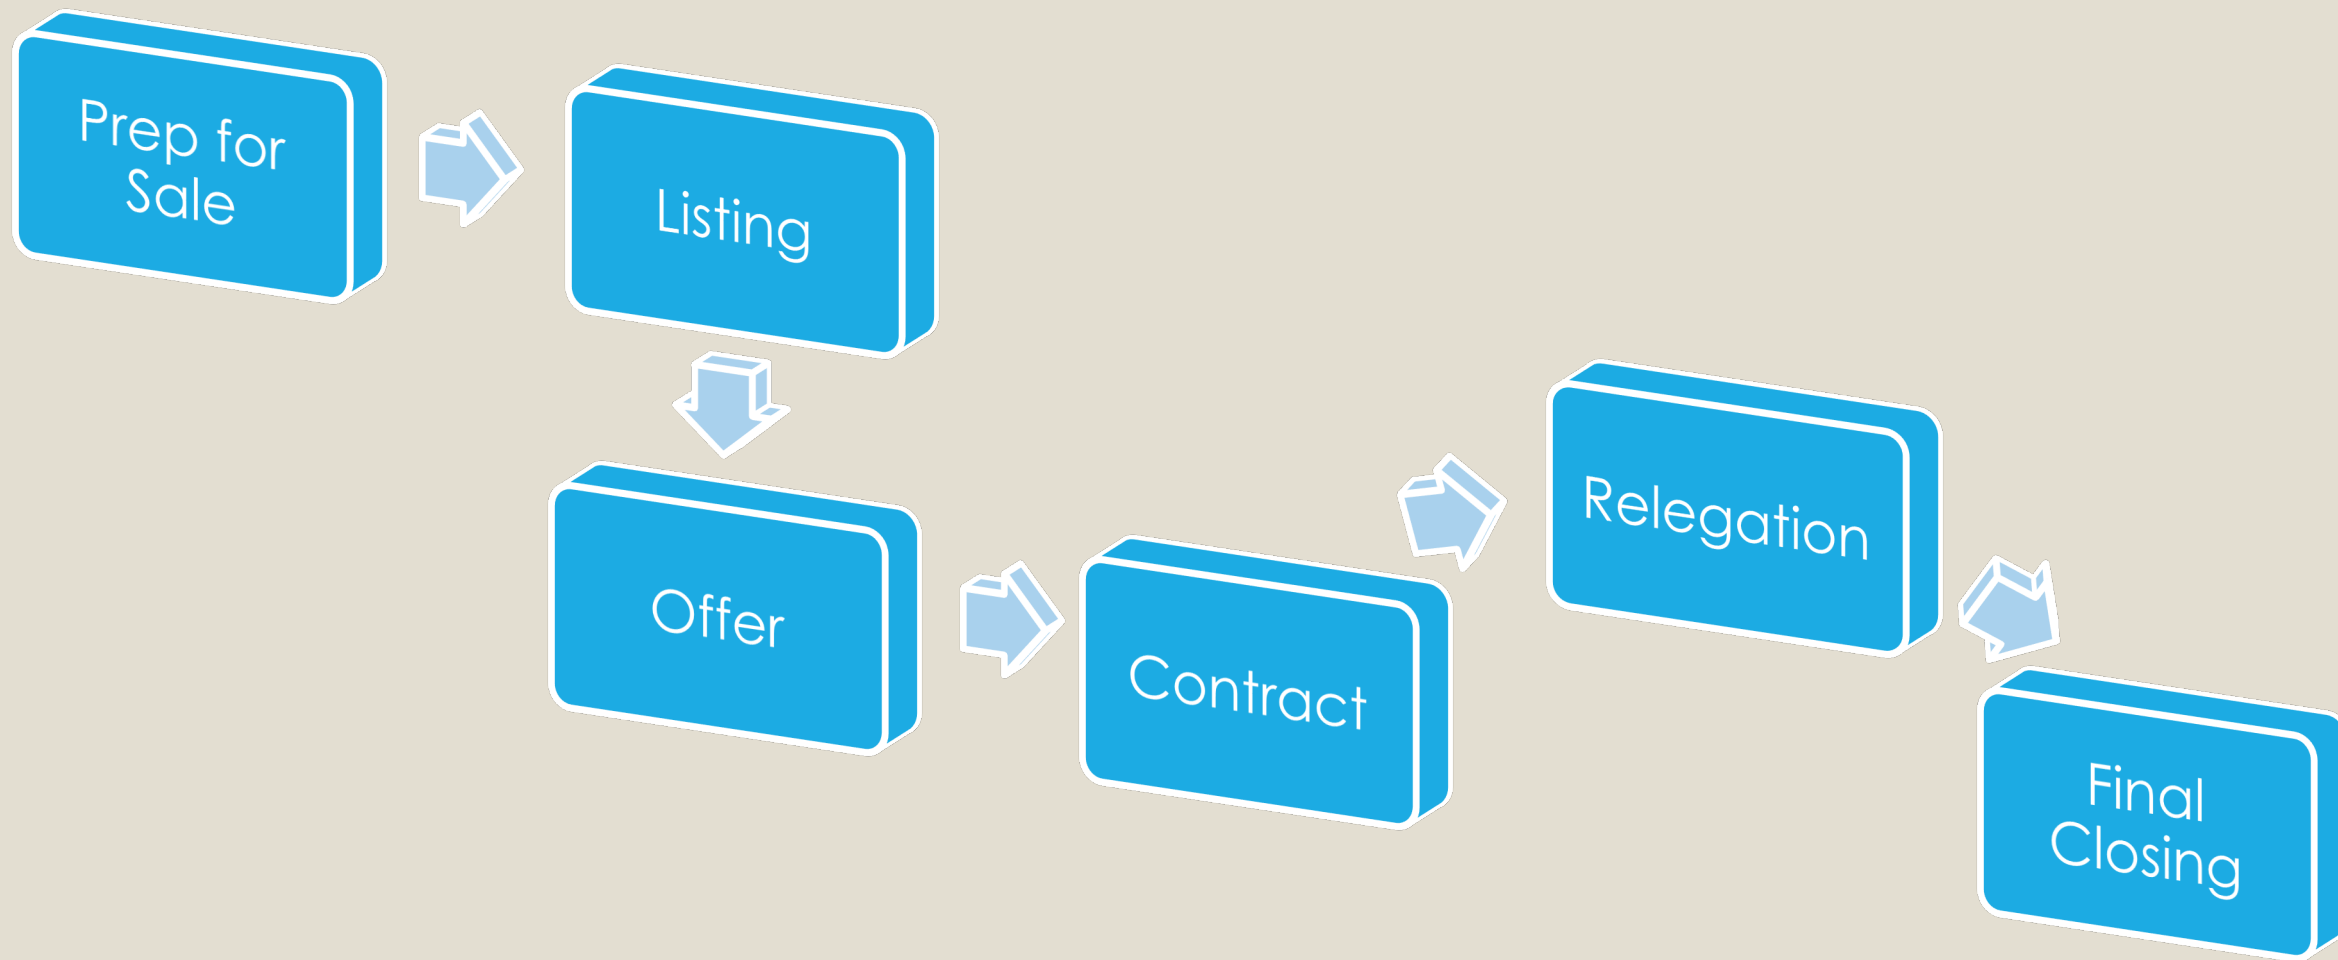 Prep for
Sale
Listing
Offer
Contract
Relegation
Final
Closing